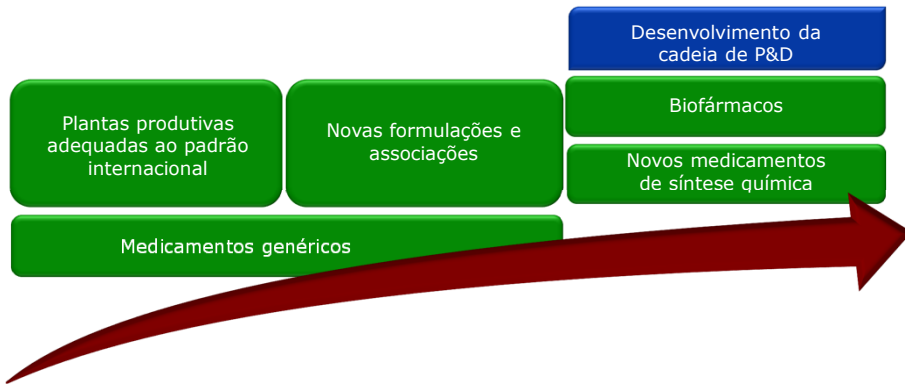 Desenvolvimento da
cadeia de P&D
Plantas produtivas
adequadas ao padrão
internacional
Novas formulações e
associações
Biofármacos
Novos medicamentos
de síntese química
Medicamentos genéricos